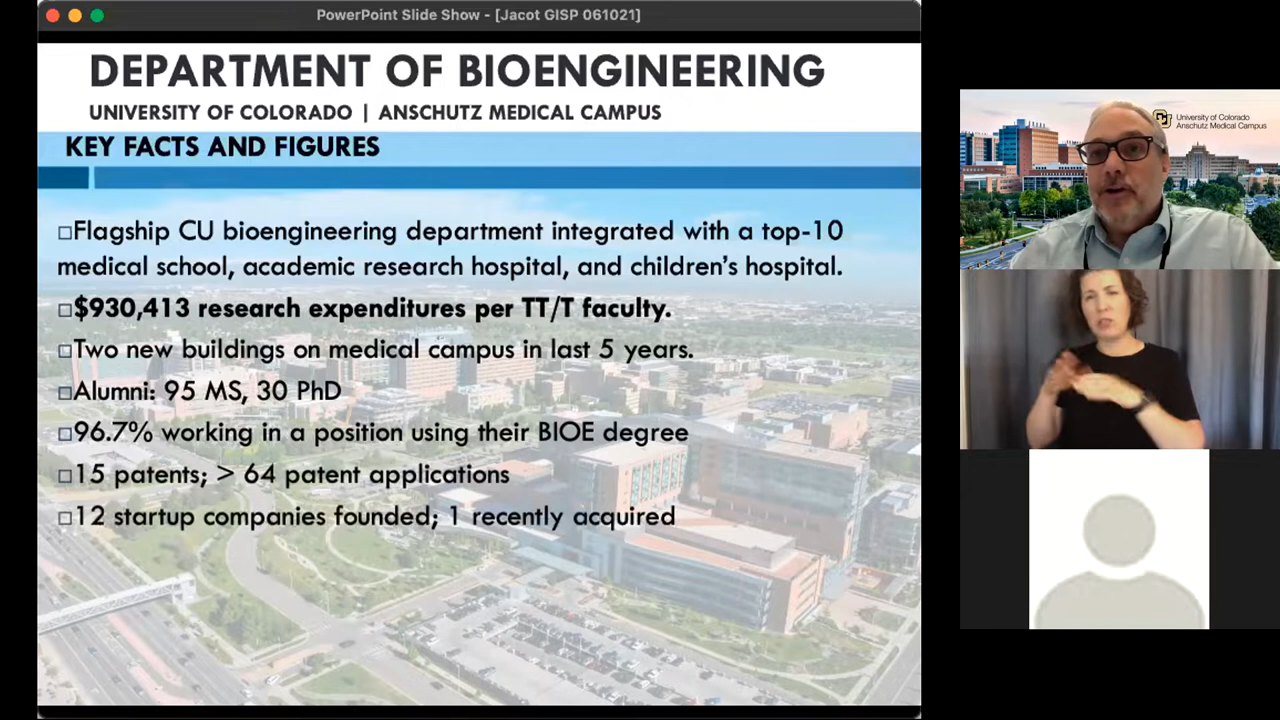 PowerPoint Slide Show - [Jacot GISP 061021]
DEPARTMENT OF BIOENGINEERING
UNIVERSITY OF COLORADO | ANSCHUTZ MEDICAL CAMPUS
KEY FACTS AND FIGURES
□Flagship CU bioengineering department integrated with a top-10
medical school, academic research hospital, and children's hospital.
□$930,413 research expenditures per TT/T faculty.
□Two new buildings on medical campus in last 5 years.
□Alumni: 95 MS, 30 PhD
□96.7% working in a position using their BIOE degree
□15 patents; > 64 patent applications
□12 startup companies founded; 1 recently acquired
University of Colorado
Anschutz Medical Campus